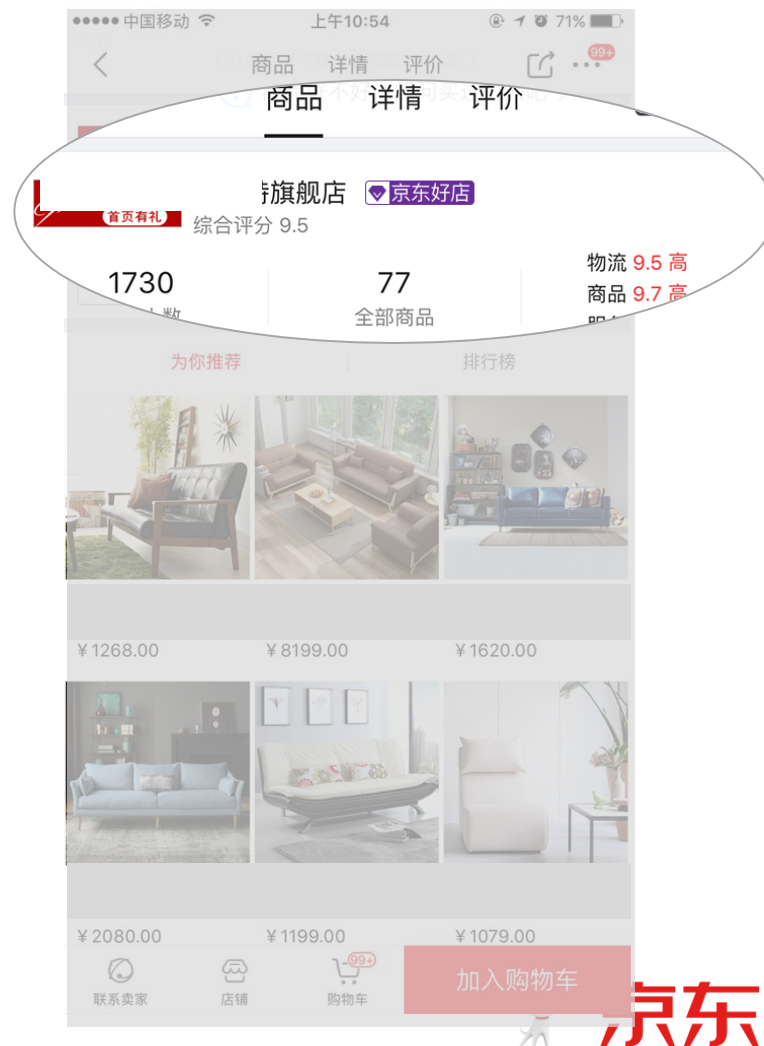 中国移动 上午10:54 71%
商品 详情 评价 99+
商品 详情 评价
旗舰店 京东好店
首页有礼
综合评分 9.5
物流 9.5 高
1730 77 商品 9.7 高
全部商品
为你推荐 排行榜
¥1268.00 ¥8199.00 ¥1620.00
¥2080.00 ¥1199.00 ¥1079.00
99+
联系卖家 店铺 购物车 加入购物车
京东